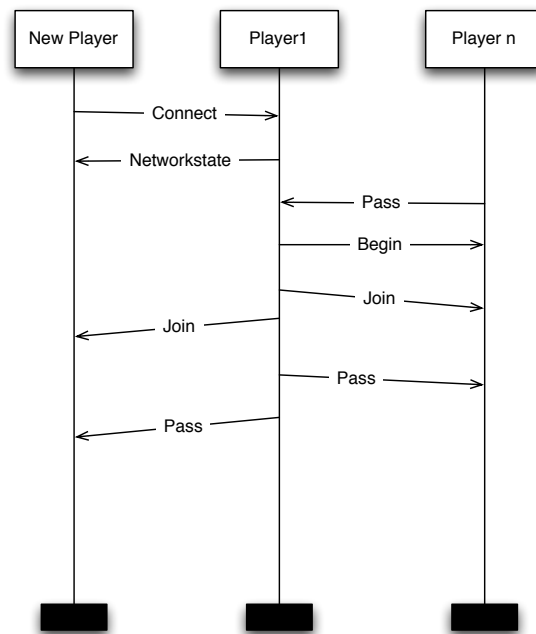 New Player
Player1
Player n
Connect
Networkstate
Pass
Begin
Join
Join
Pass
Pass